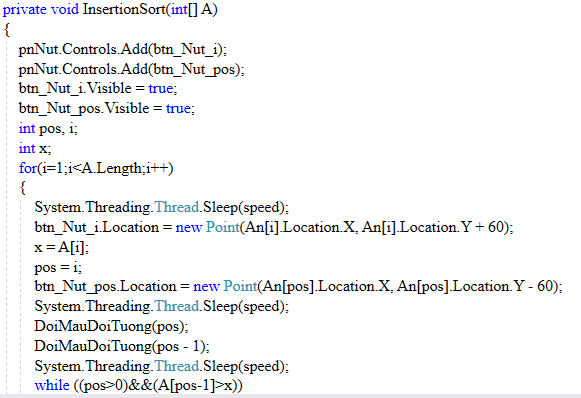 private void InsertionSort(int[] A)
{
pnNut.Controls.Add(btn_Nut_i);
pnNut.Controls.Add(btn_Nut_pos);
btn_Nut_i.Visible = true;
btn_Nut_pos.Visible = true;
int pos, i;
int x;
for(i=1;i<A.Length;i++)
{
System.Threading.Thread.Sleep(speed);
btn_Nut_i.Location = new Point(An[i].Location.X, An[i].Location.Y + 60);
x = A[i];
pos = i;
btn_Nut_pos.Location = new Point(An[pos].Location.X, An[pos].Location.Y - 60);
System.Threading.Thread.Sleep(speed);
DoiMauDoiTuong(pos);
DoiMauDoiTuong(pos - 1);
System.Threading.Thread.Sleep(speed);
while ((pos>0)&&(A[pos-1]>x))